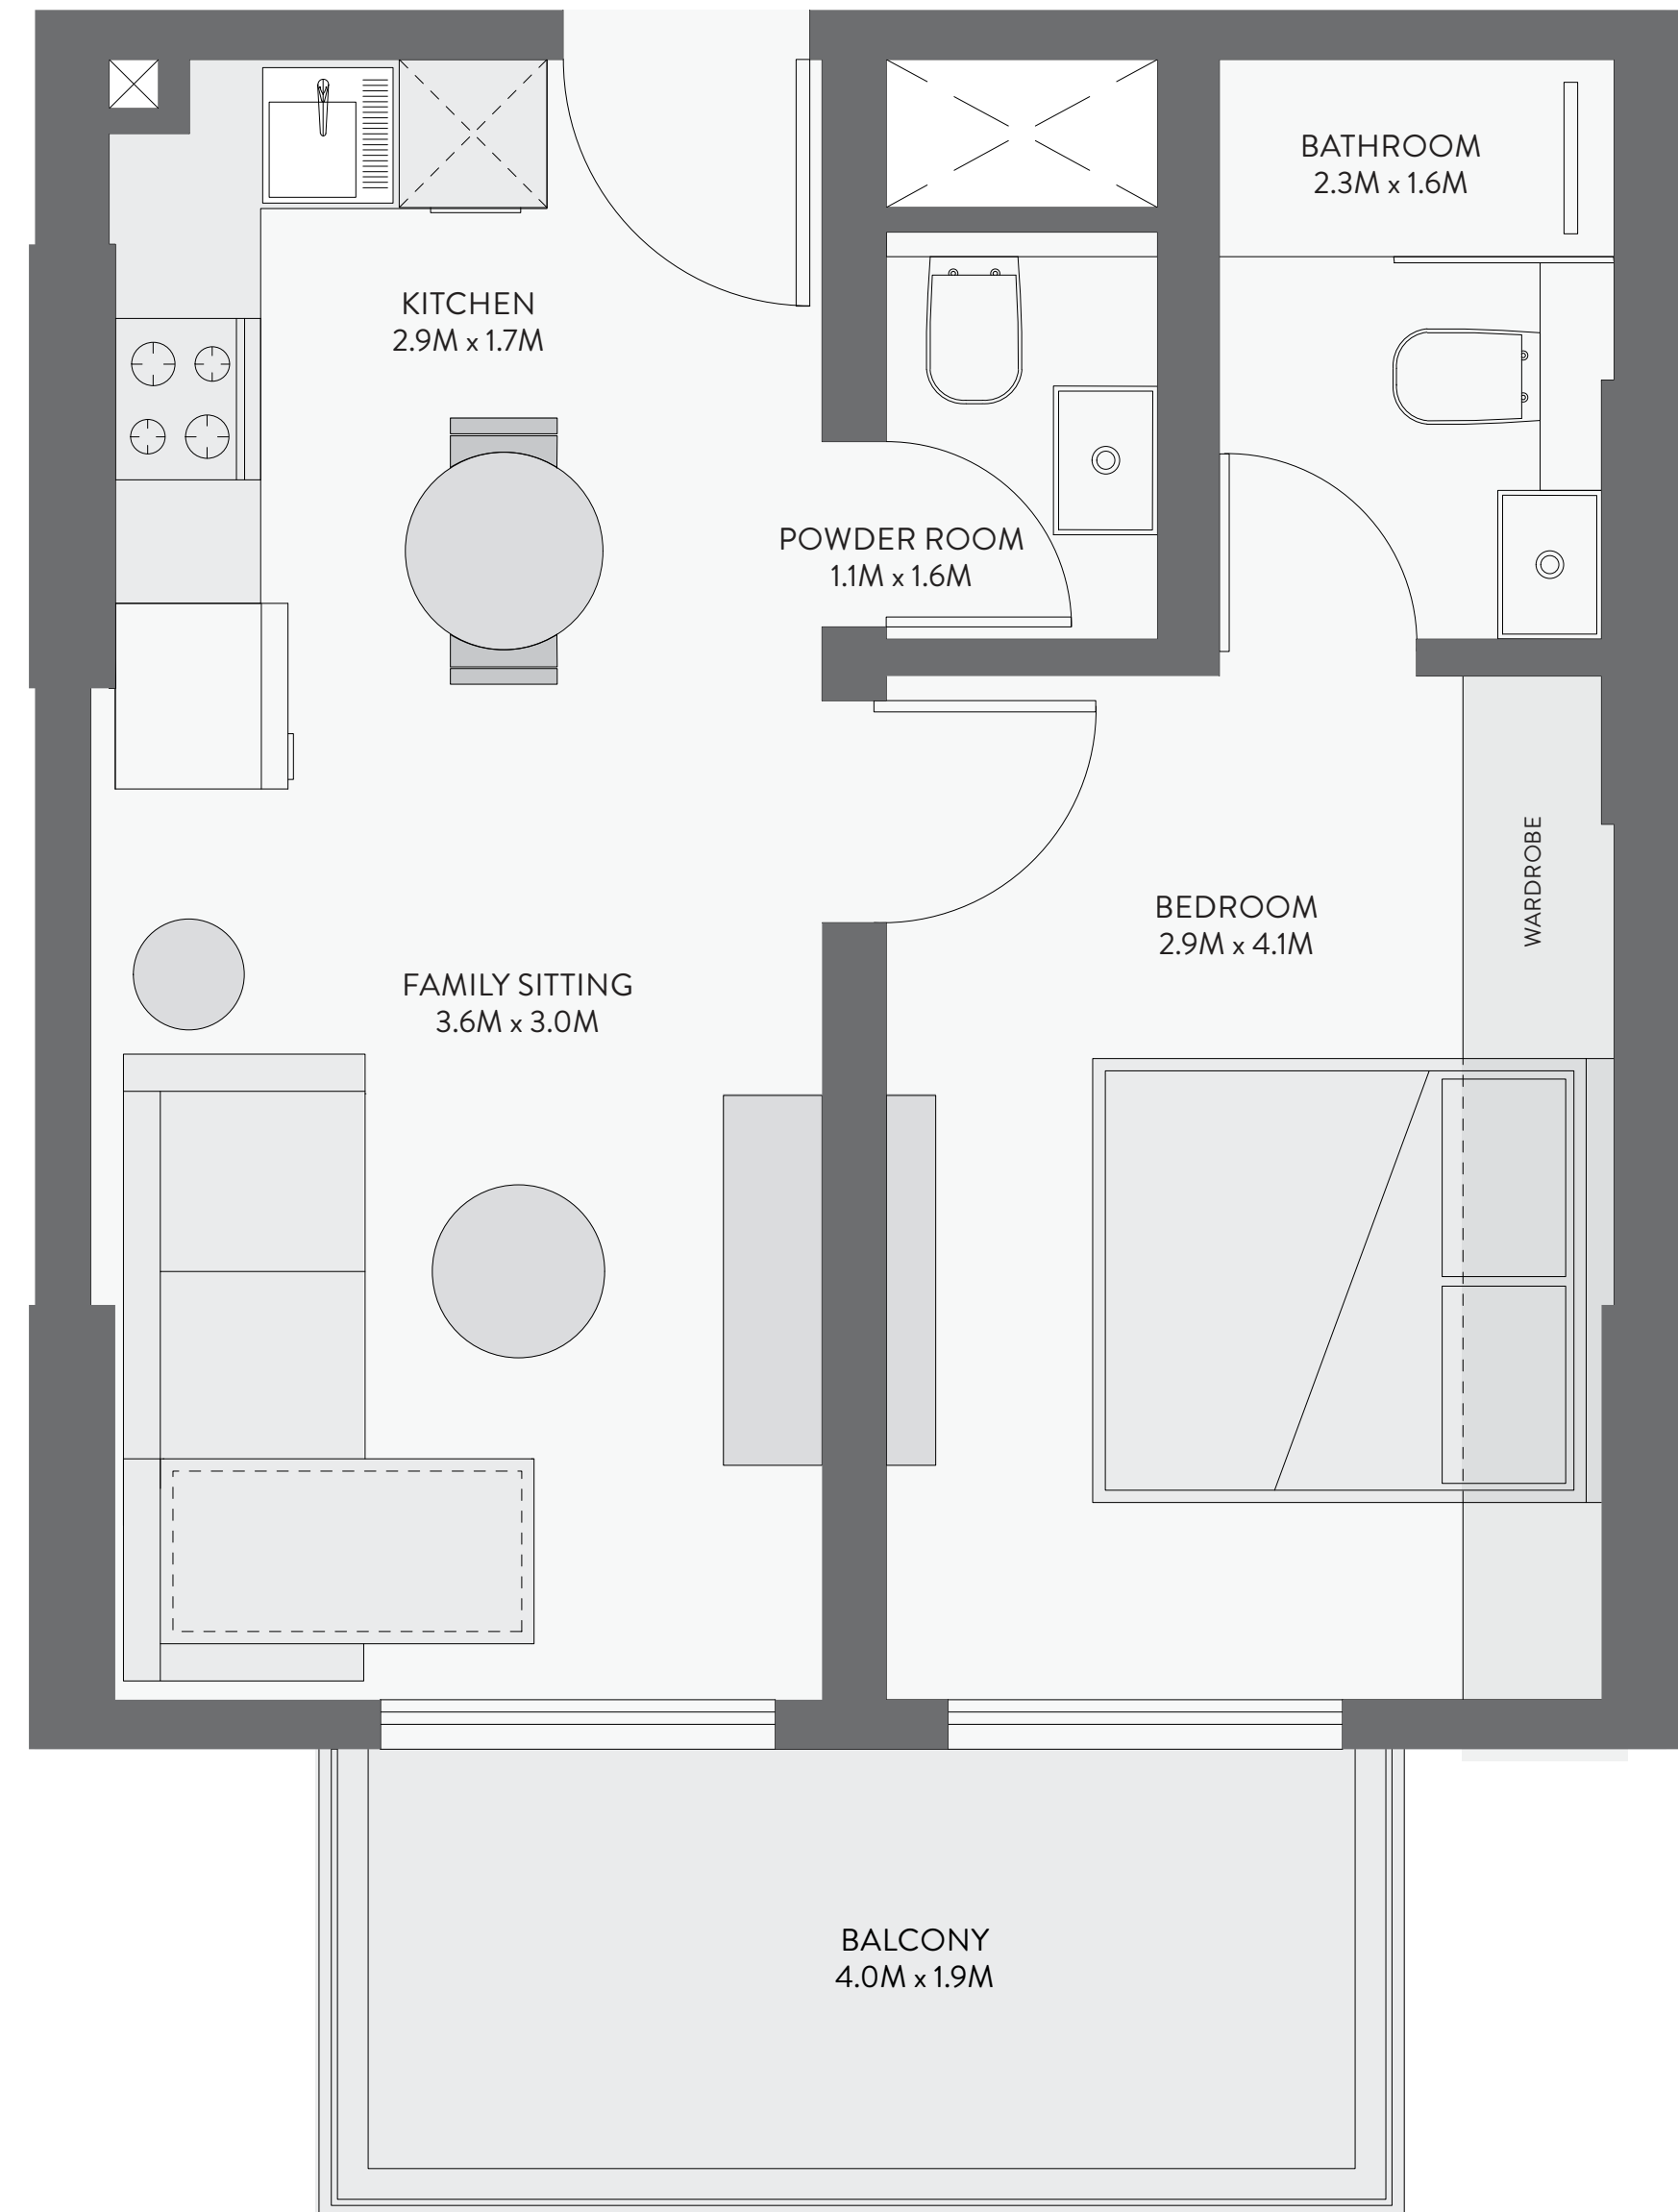 BATHROOM
2.3M x 1.6M
KITCHEN
2.9M x 1.7M
POWDER ROOM
1.1M x 1.6M
WARDROBE
BEDROOM
2.9M x 4.1M
FAMILY SITTING
3.6M x 3.0M
BALCONY
4.0M x 1.9M